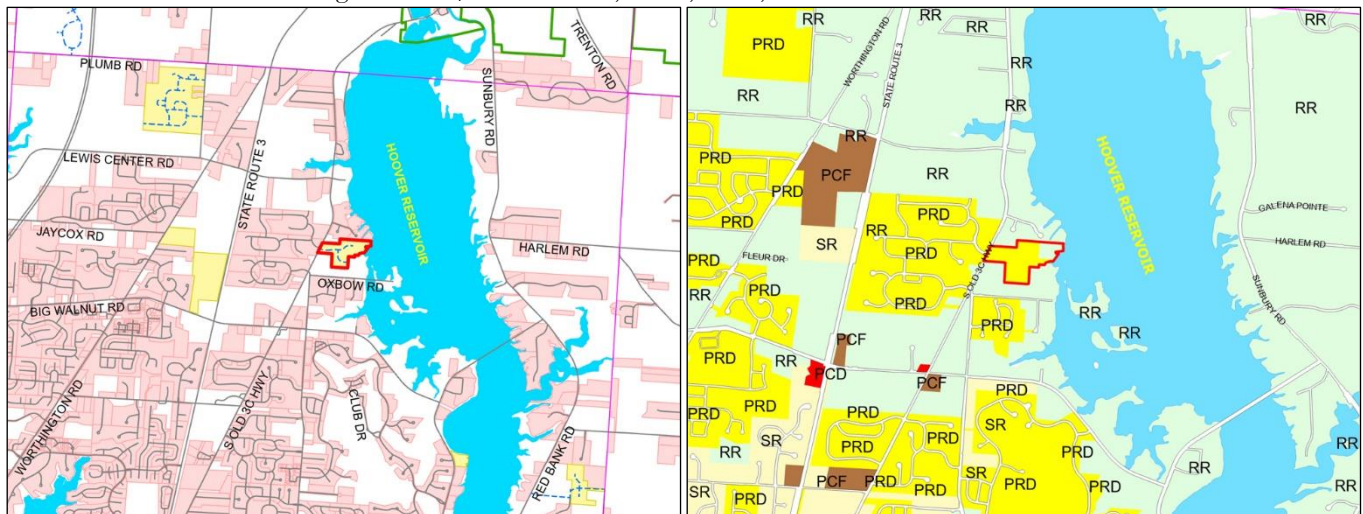 PLUMB RD
TRENTON RD
SUNBURY RD
LEWIS CENTER RD
STATE ROUTE 3
HOOVER RESERVOIR
JAYCOX RD
HARLEM RD
OXBOW RD
BIG WALNUT RD
WORTHINGTON RD
S OLD 3C HWY
CLUB DR
RED BANK RD
PRD
WORTHINGTON RD
STATE ROUTE 3
RR
RR
RR
RR
RR
RR
RR
RR
PRD
PRD
PCF
RR
PRD
PRD
PRD
SR
RR
PRD
HOOVER RESERVOIR
GALENA POINTE
HARLEM RD
PRD
FLEUR DR
S OLD 3C HWY
SUNBURY RD
RR
PRD
PRD
PRD
RR
RR
PCF
PRD
RR
PCD
PCF
PRD
PRD
PRD
SR
PRD
PRD
SR
RR
RR
RR
PRD
SR
PRD
SR
PCF
PRD
PRD